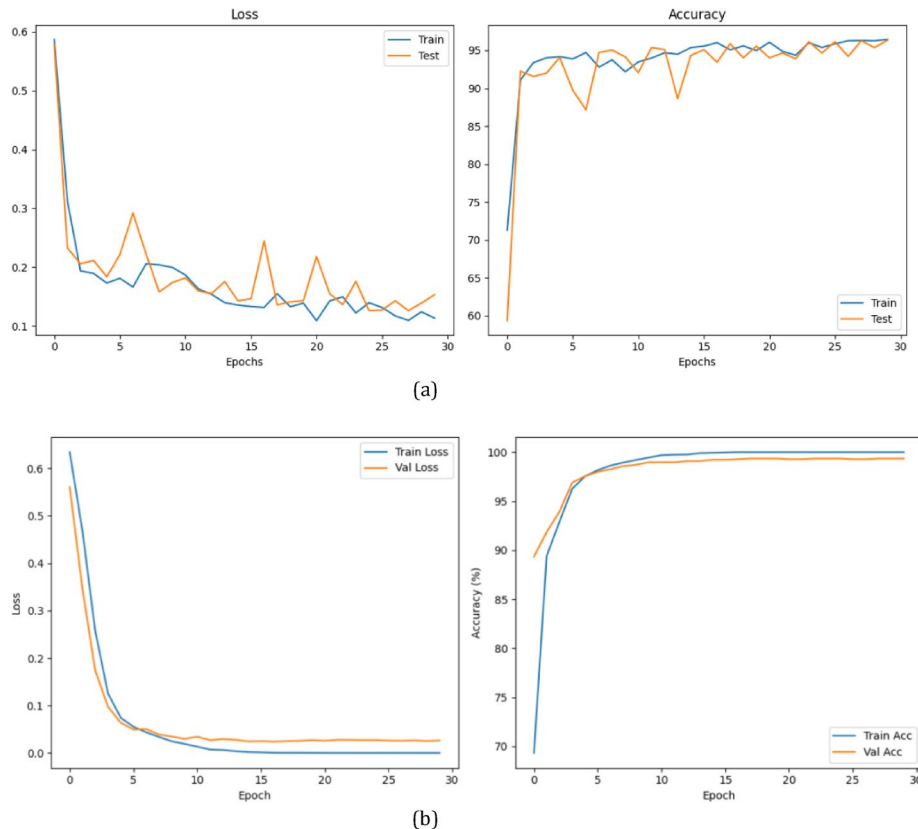 Loss
0.6
0.5
0.4
0.3
0.2
0.1
Train
Test
0 5 10 15 20 25 30
Epochs
Accuracy
95
90
85
80
75
70
65
60
Train
Test
0 5 10 15 20 25 30
Epochs
(a)
Loss
0.6
0.5
0.4
0.3
0.2
0.1
0.0
Train Loss
Val Loss
0 5 10 15 20 25 30
Epoch
Accuracy (%)
100
95
90
85
80
75
70
Train Acc
Val Acc
0 5 10 15 20 25 30
Epoch
(b)